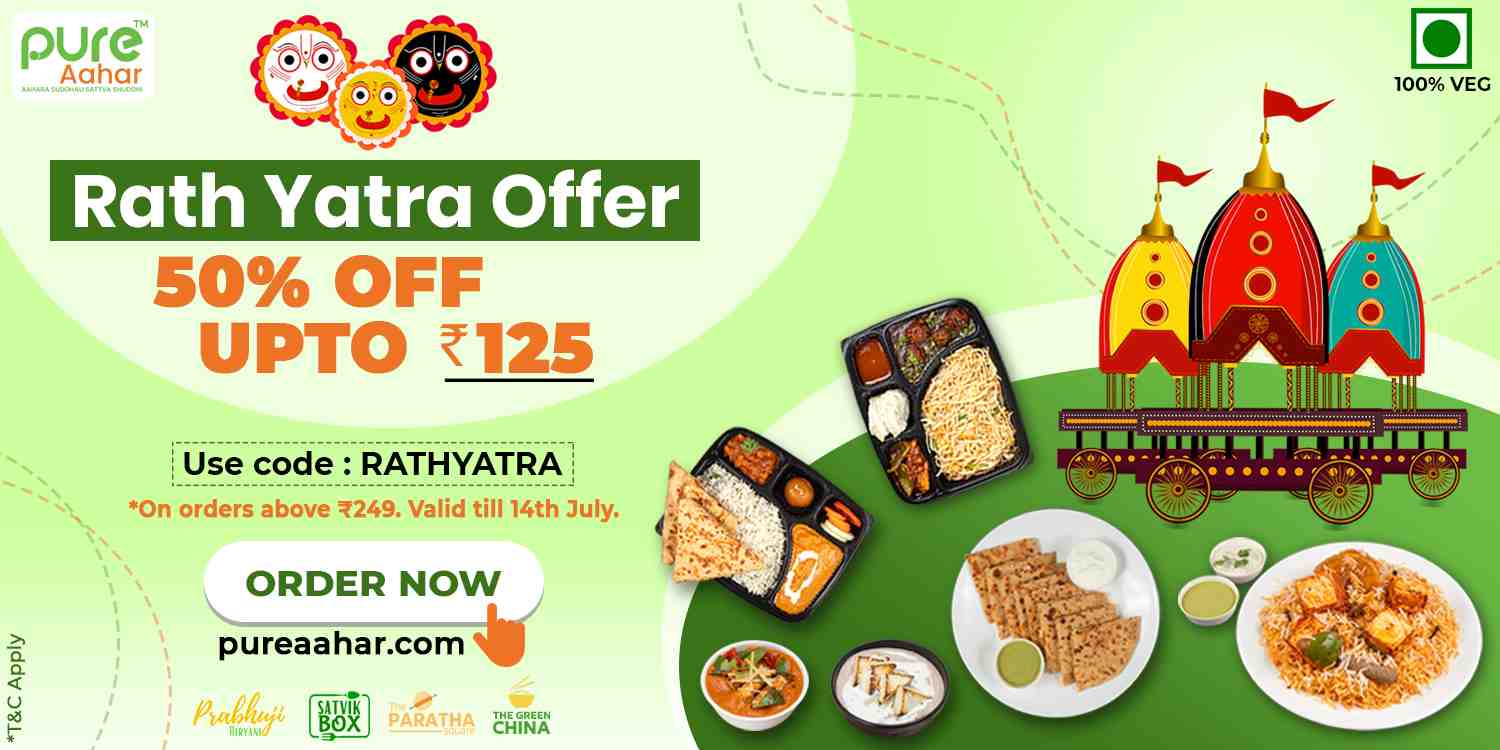 pure™
Aahar
AAHARA SUDDHAU SATTVA SHUDDHI
100% VEG
Rath Yatra Offer
50% OFF
UPTO ₹125
Use code : RATHYATRA
*On orders above ₹249. Valid till 14th July.
ORDER NOW
pureaahar.com
*T&C Apply
Prabhuji
BIRYANI
SATVIK
BOX
The
PARATHA
square
THE GREEN
CHINA